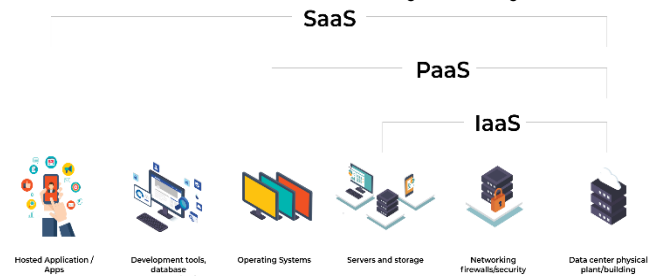 SaaS
PaaS
IaaS
Hosted Application /
Apps
Development tools,
database
Operating Systems
Servers and storage
Networking
firewalls/security
Data center physical
plant/building